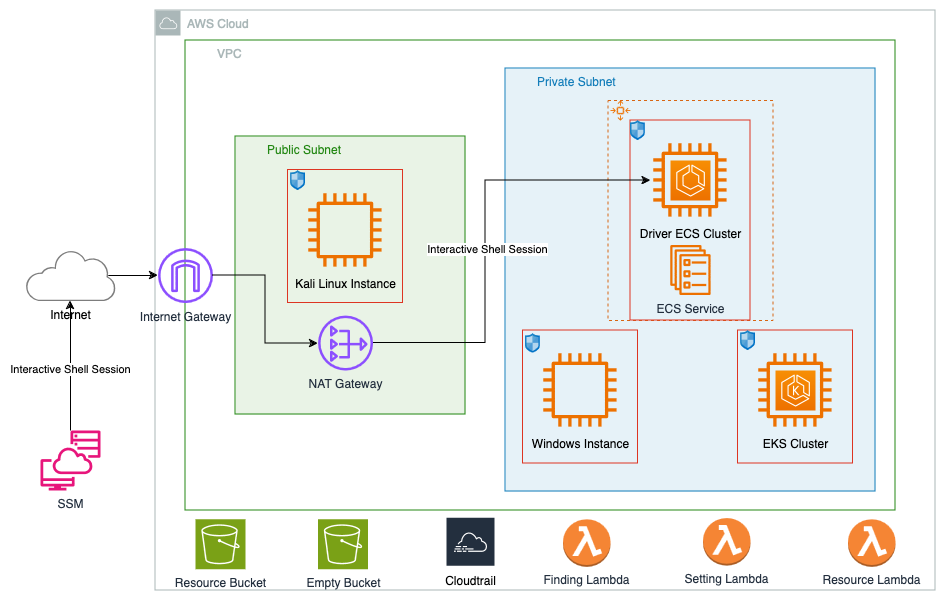 AWS Cloud
VPC
Private Subnet
Public Subnet
Driver ECS Cluster
Interactive Shell Session
Kali Linux Instance
ECS Service
Internet
Internet Gateway
Interactive Shell Session
NAT Gateway
Windows Instance
EKS Cluster
K
SSM
Resource Bucket
Empty Bucket
Cloudtrail
Finding Lambda
Setting Lambda
Resource Lambda